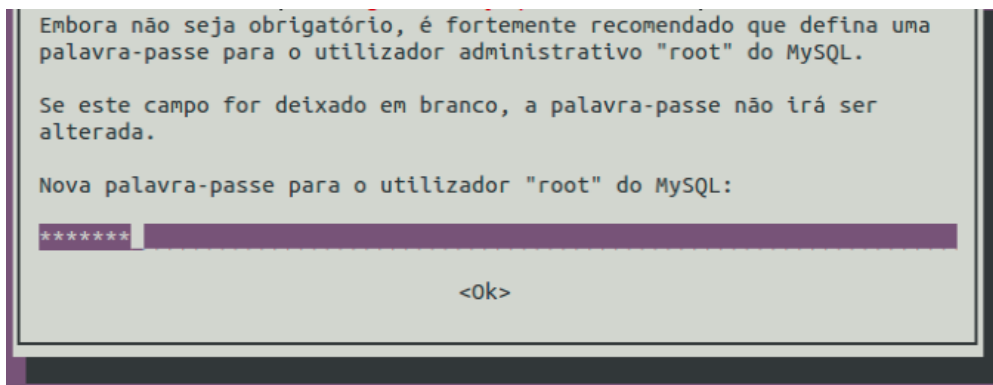 Embora não seja obrigatório, é fortemente recomendado que defina uma
palavra-passe para o utilizador administrativo "root" do MySQL.
Se este campo for deixado em branco, a palavra-passe não irá ser
alterada.
Nova palavra-passe para o utilizador "root" do MySQL:
*******
<Ok>